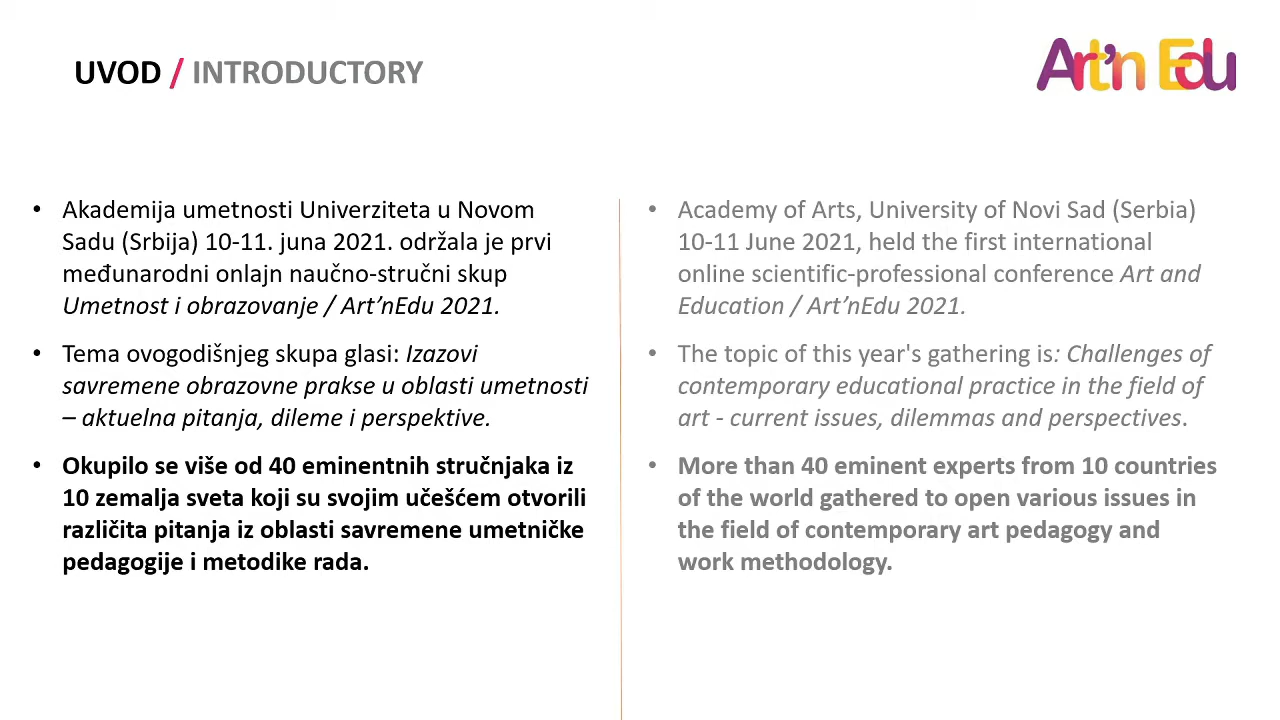 UVOD / INTRODUCTORY
Art'n Edu
• Akademija umetnosti Univerziteta u Novom
Sadu (Srbija) 10-11. juna 2021. održala je prvi
međunarodni onlajn naučno-stručni skup
Umetnost i obrazovanje / Art’nEdu 2021.
• Tema ovogodišnjeg skupa glasi: Izazovi
savremene obrazovne prakse u oblasti umetnosti
– aktuelna pitanja, dileme i perspektive.
• Okupilo se više od 40 eminentnih stručnjaka iz
10 zemalja sveta koji su svojim učešćem otvorili
različita pitanja iz oblasti savremene umetničke
pedagogije i metodike rada.
• Academy of Arts, University of Novi Sad (Serbia)
10-11 June 2021, held the first international
online scientific-professional conference Art and
Education / Art’nEdu 2021.
• The topic of this year's gathering is: Challenges of
contemporary educational practice in the field of
art - current issues, dilemmas and perspectives.
• More than 40 eminent experts from 10 countries
of the world gathered to open various issues in
the field of contemporary art pedagogy and
work methodology.